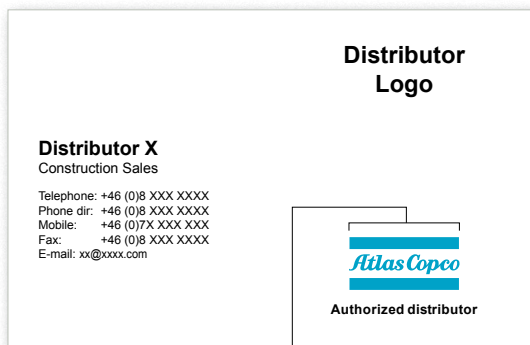 Distributor
Logo
Distributor X
Construction Sales
Telephone: +46 (0)8 XXX XXXX
Phone dir: +46 (0)8 XXX XXXX
Mobile: +46 (0)7X XXX XXX
Fax: +46 (0)8 XXX XXXX
E-mail: xx@xxxx.com
Atlas Copco
Authorized distributor